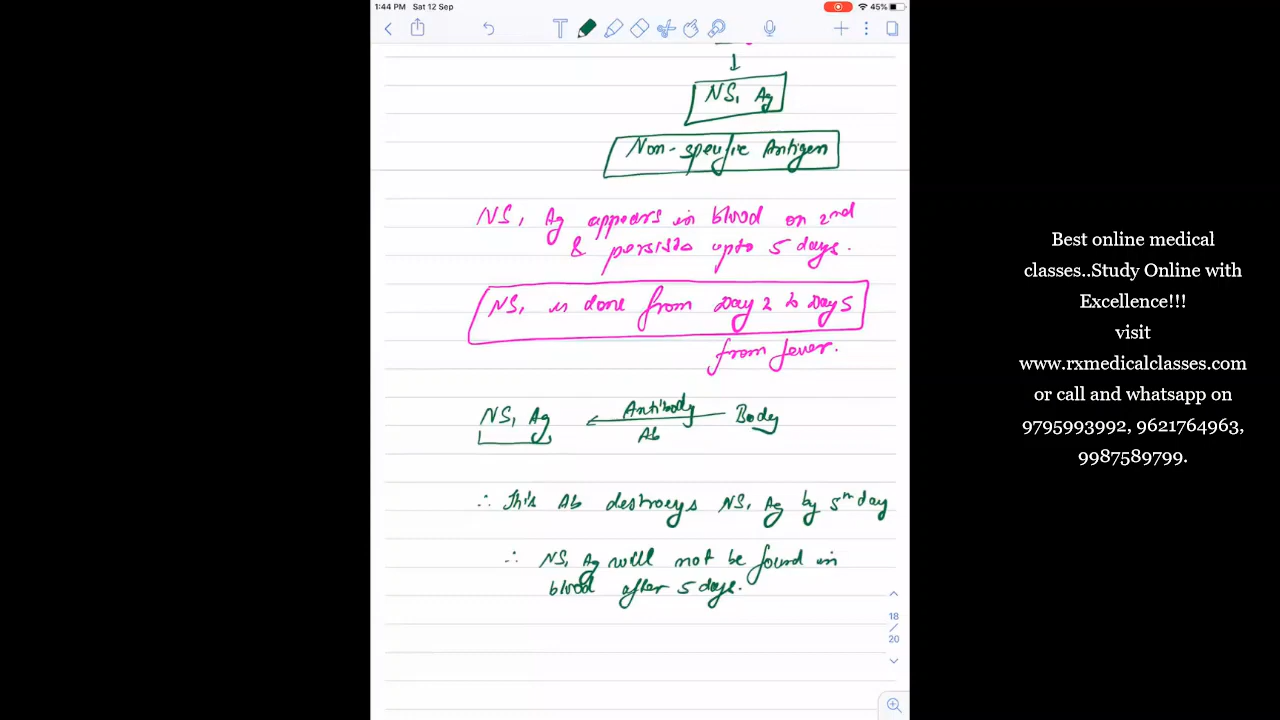 1:44 PM Sat 12 Sep
45%
NS1 Ag
Non-specific Antigen
NS1 Ag appears in blood on 2nd
& persists upto 5 days.
NS1 is done from Day 2 to Day 5
from fever.
NS1 Ag Antibody Body
Ab
∴ This Ab destroeys NS1 Ag by 5th day
∴ NS1 Ag will not be found in
blood after 5 days.
18
/
20
Best online medical
classes..Study Online with
Excellence!!!
visit
www.rxmedicalclasses.com
or call and whatsapp on
9795993992, 9621764963,
9987589799.